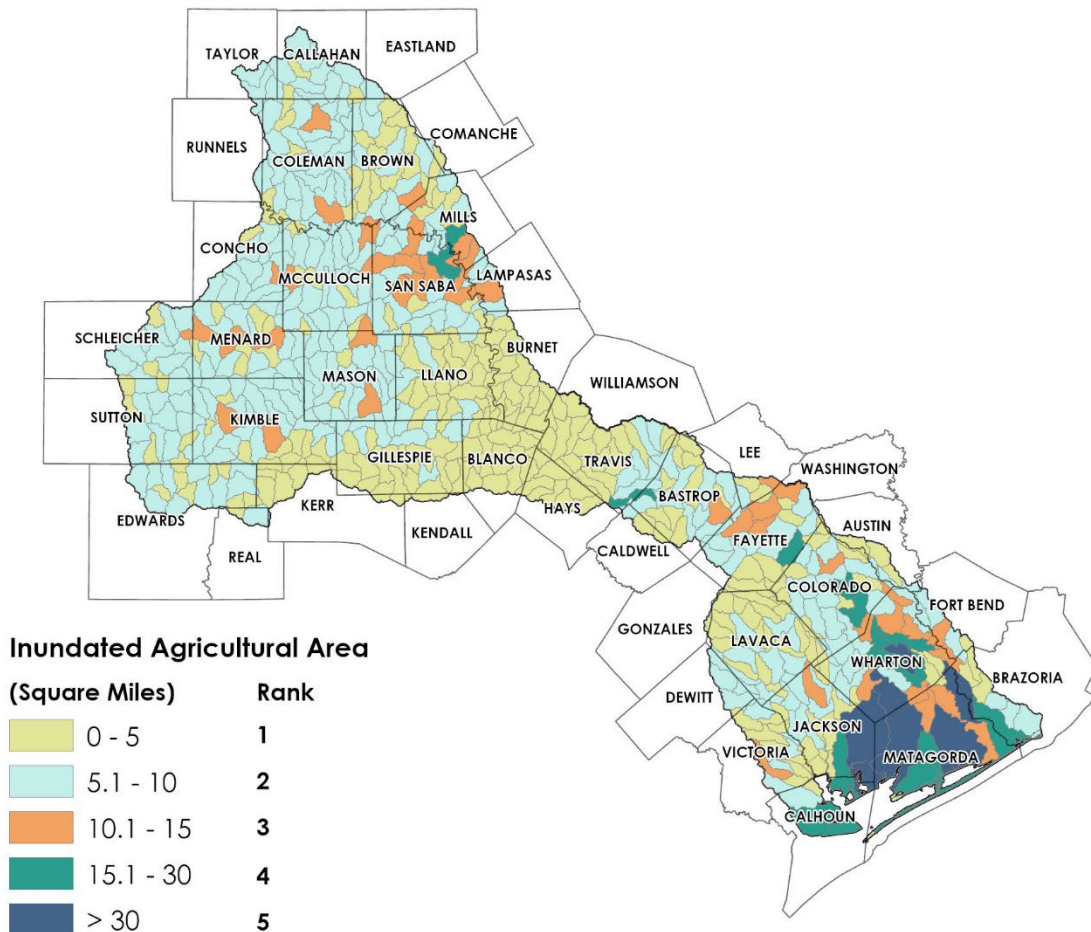 EASTLAND
TAYLOR
CALLAHAN
COMANCHE
RUNNELS
COLEMAN
BROWN
MILLS
CONCHO
MCCULLOCH
SAN SABA
LAMPASAS
SCHLEICHER
MENARD
BURNET
MASON
LLANO
WILLIAMSON
SUTTON
KIMBLE
GILLESPIE
BLANCO
TRAVIS
LEE
WASHINGTON
BASTROP
EDWARDS
KERR
HAYS
AUSTIN
REAL
KENDALL
CALDWELL
FAYETTE
COLORADO
FORT BEND
GONZALES
LAVACA
WHARTON
BRAZORIA
DEWITT
JACKSON
VICTORIA
MATAGORDA
CALHOUN
Inundated Agricultural Area
(Square Miles) Rank
0 - 5 1
5.1 - 10 2
10.1 - 15 3
15.1 - 30 4
> 30 5